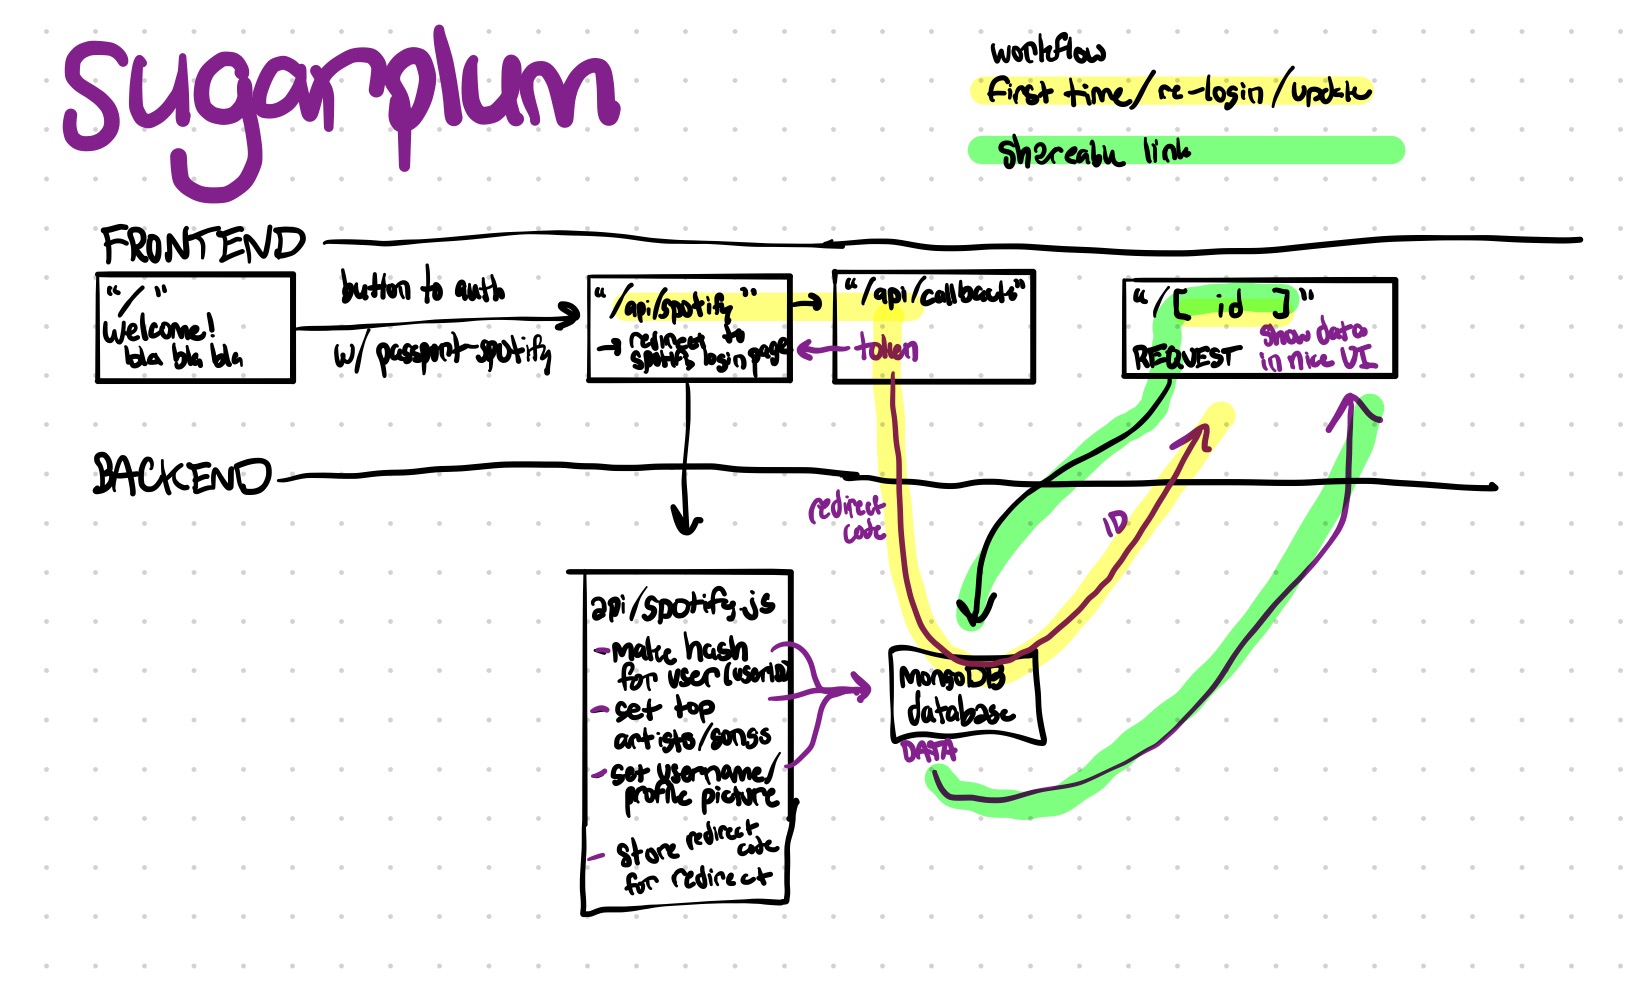 sugarplum
workflow
first time/re-login/update
Shareable link
FRONTEND
"/"
Welcome!
bla bla bla
button to auth
w/ passport-spotify
"/api/spotify"
→ redirect to
spotify login page
"/api/callback"
token
"/[id]"
REQUEST
show data
in nice UI
BACKEND
redirect
code
ID
api/spotify.js
- make hash
for user (userID)
- set top
artists/songs
- set username/
profile picture
- store redirect
code
for redirect
MongoDB
database
DATA